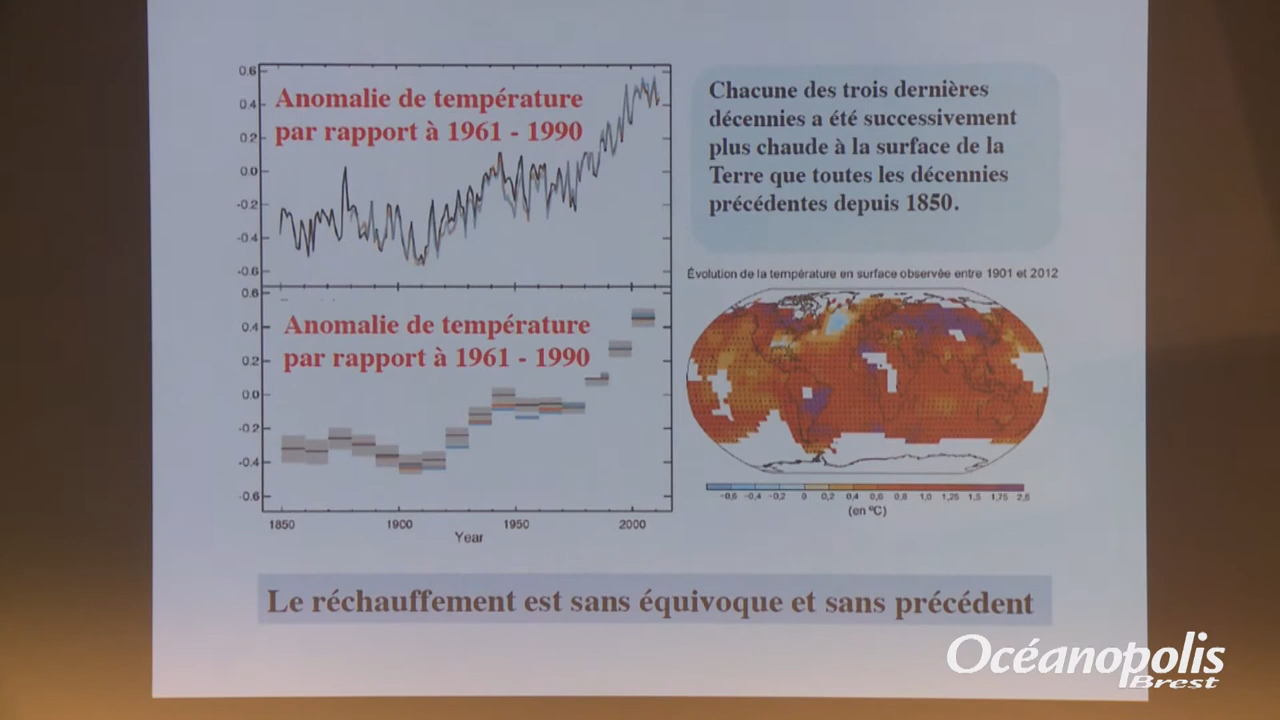 0.6
0.4
0.2
0.0
-0.2
-0.4
-0.6
Anomalie de température
par rapport à 1961 - 1990
0.6
0.4
0.2
0.0
-0.2
-0.4
-0.6
Anomalie de température
par rapport à 1961 - 1990
1850 1900 1950 2000
Year
Chacune des trois dernières
décennies a été successivement
plus chaude à la surface de la
Terre que toutes les décennies
précédentes depuis 1850.
Évolution de la température en surface observée entre 1901 et 2012
-0,6 -0,4 -0,2 0 0,2 0,4 0,6 0,8 1,0 1,25 1,5 1,75 2,5
(en ºC)
Le réchauffement est sans équivoque et sans précédent
Océanopolis
Brest